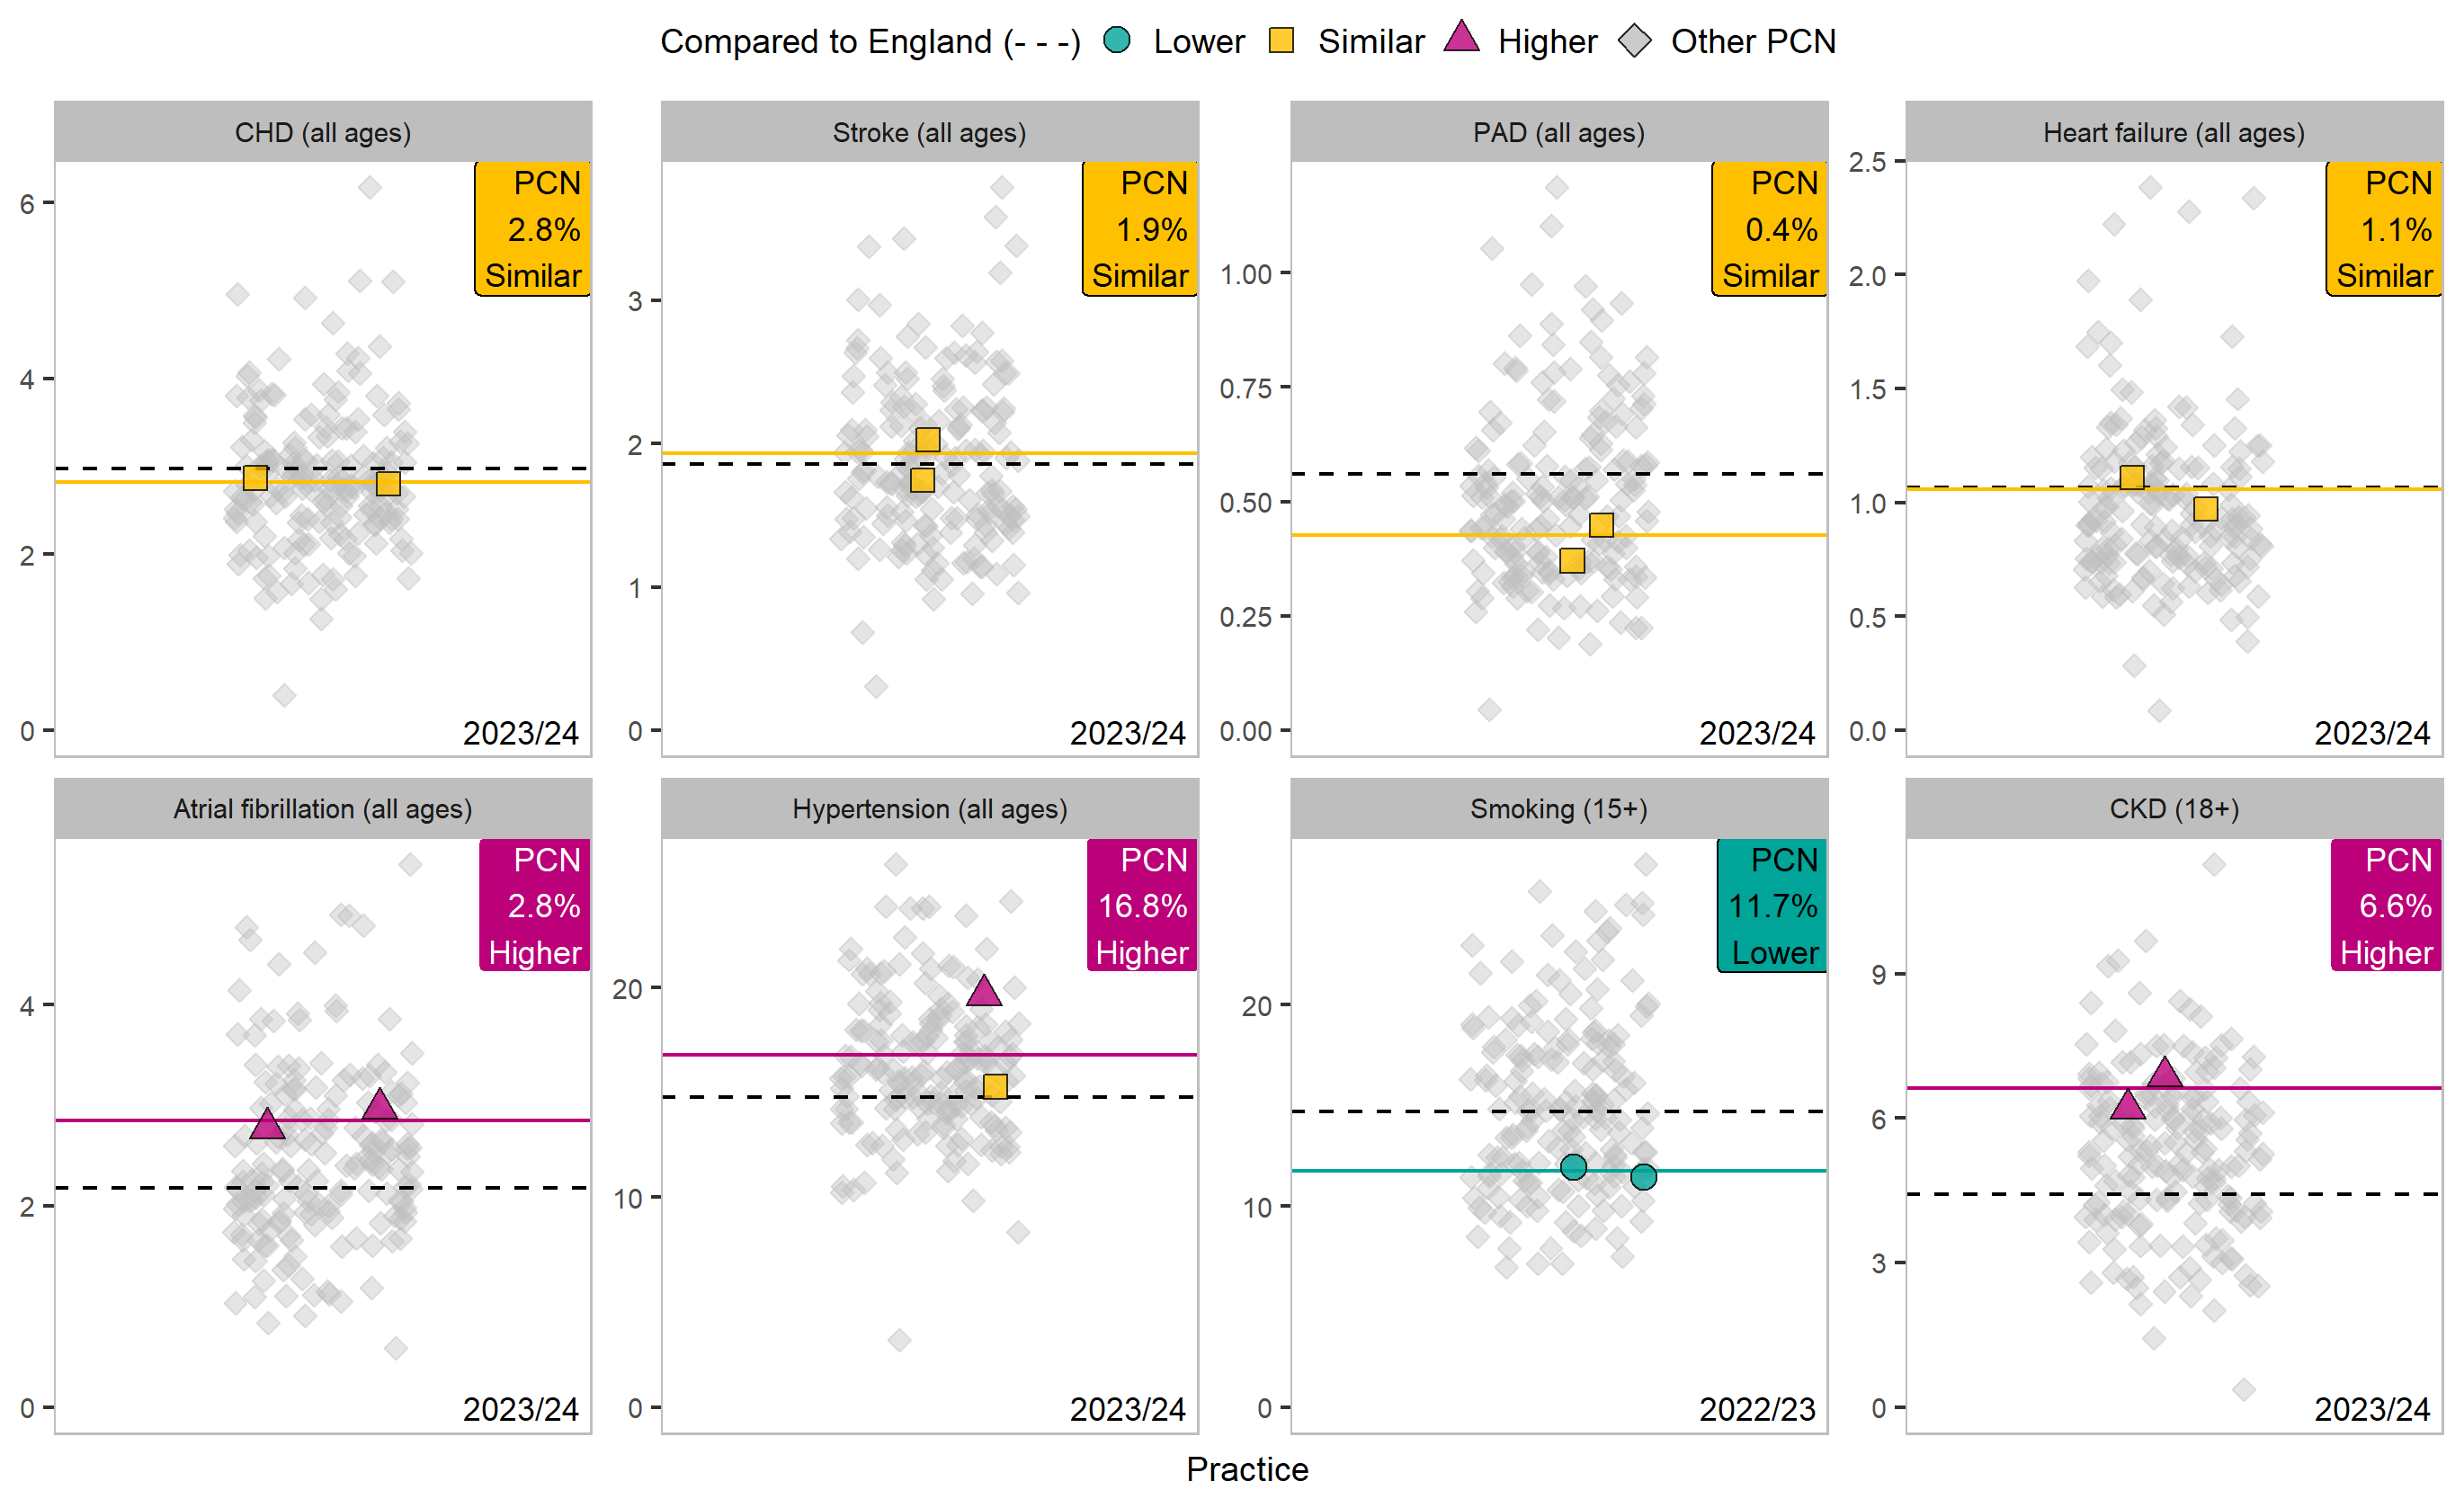 Compared to England (- - -) Lower Similar Higher Other PCN
CHD (all ages)
PCN
2.8%
Similar
6
4
2
0
2023/24
Stroke (all ages)
PCN
1.9%
Similar
3
2
1
0
2023/24
PAD (all ages)
PCN
0.4%
Similar
1.00
0.75
0.50
0.25
0.00
2023/24
Heart failure (all ages)
PCN
1.1%
Similar
2.5
2.0
1.5
1.0
0.5
0.0
2023/24
Atrial fibrillation (all ages)
PCN
2.8%
Higher
4
2
0
2023/24
Hypertension (all ages)
PCN
16.8%
Higher
20
10
0
2023/24
Smoking (15+)
PCN
11.7%
Lower
20
10
0
2022/23
CKD (18+)
PCN
6.6%
Higher
9
6
3
0
2023/24
Practice